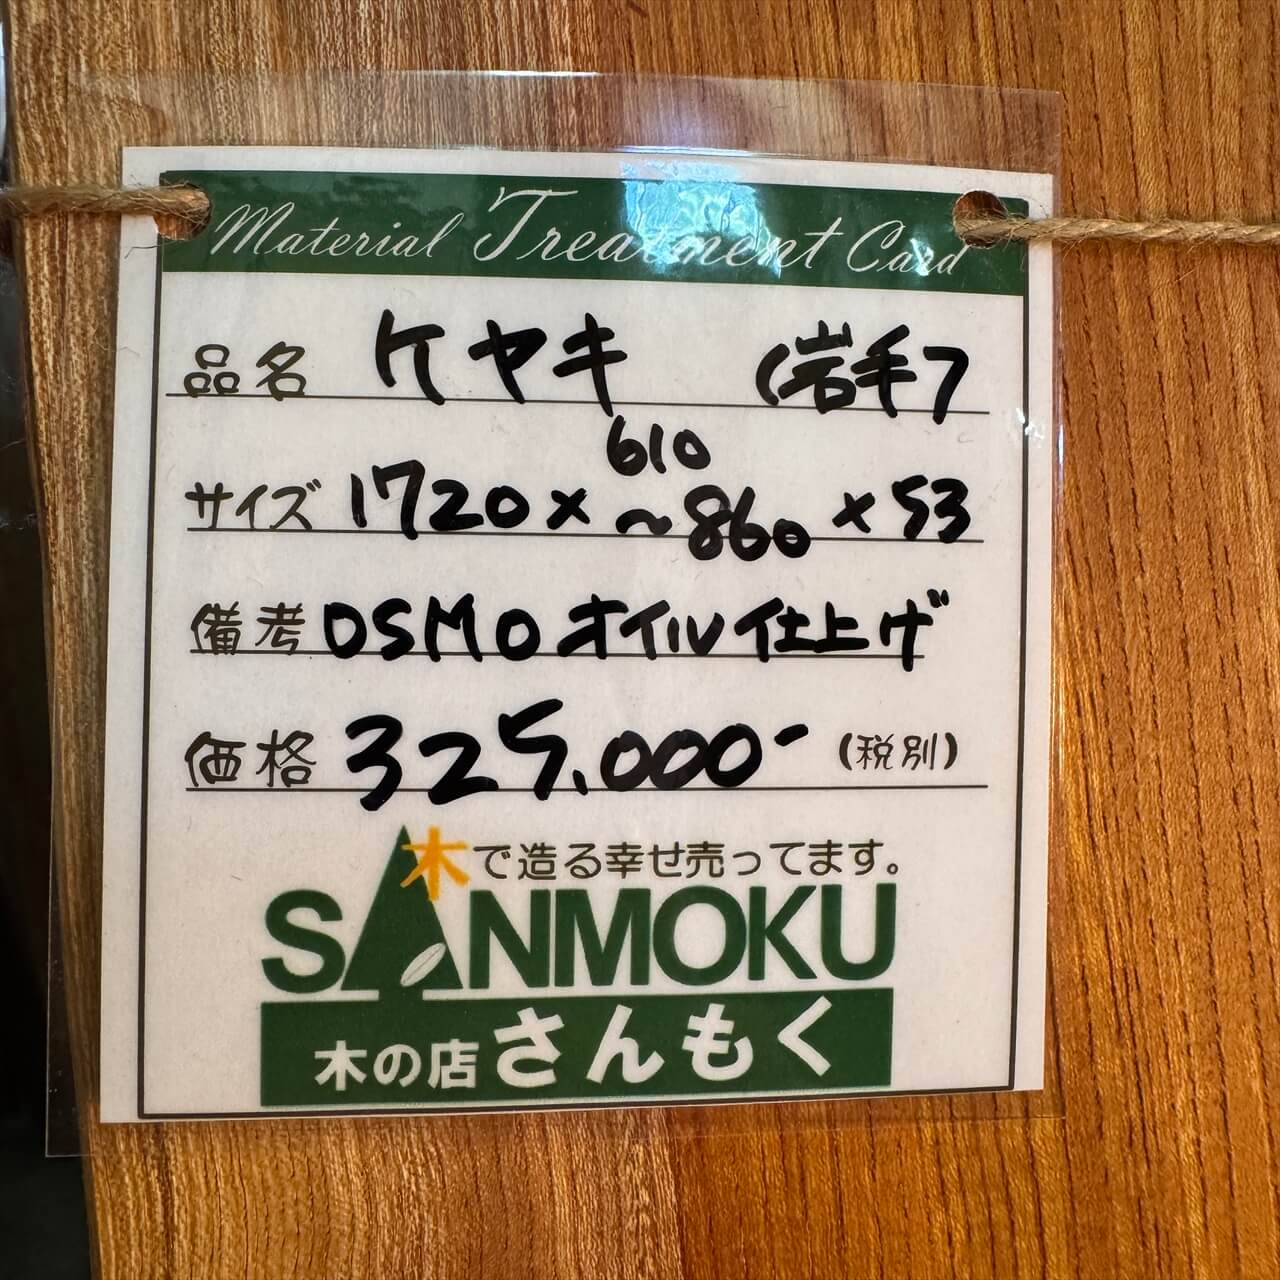 Material Treatment Card
品名 ケヤキ (岩手)
610
サイズ 1720 × ~860 × 53
備考 OSMOオイル仕上げ
価格 325,000- (税別)
木で造る幸せ売ってます。
SANMOKU
木の店さんもく